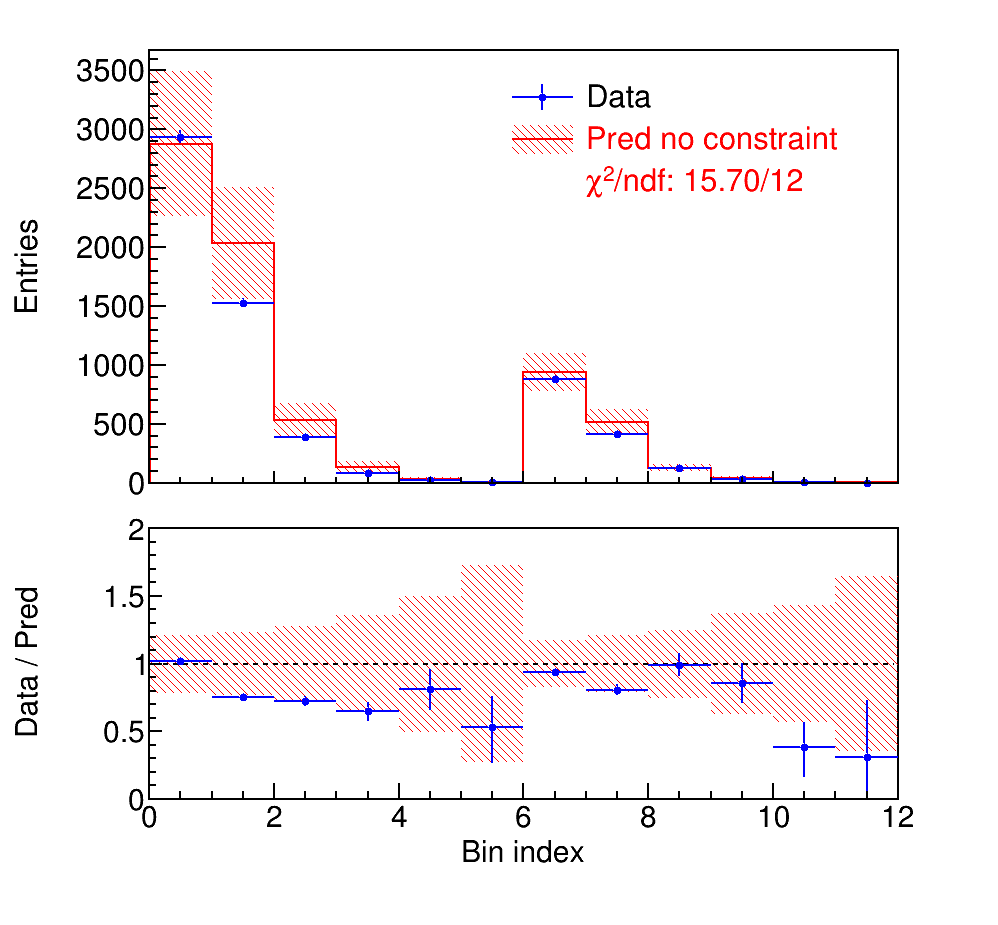 3500
3000
2500
2000
1500
1000
500
0
Entries
Data
Pred no constraint
χ²/ndf: 15.70/12
2
1.5
1
0.5
0
Data / Pred
0 2 4 6 8 10 12
Bin index